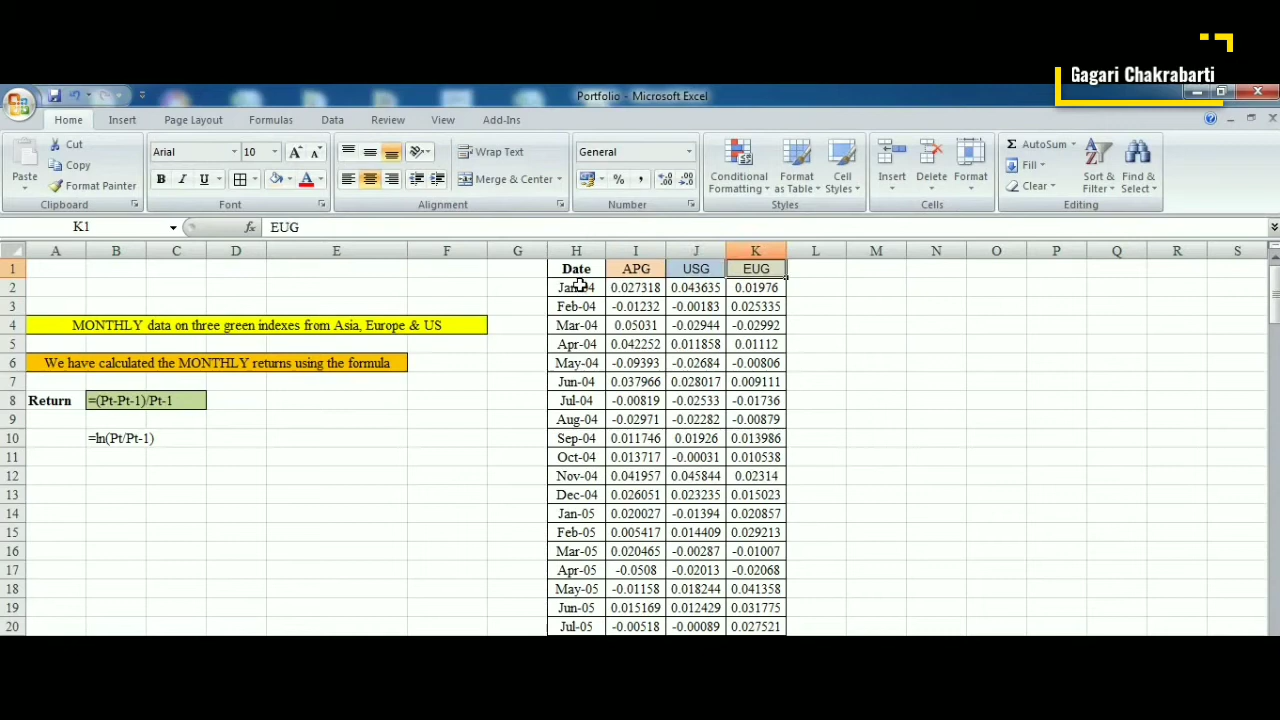 Gagari Chakrabarti
Portfolio - Microsoft Excel
Home Insert Page Layout Formulas Data Review View Add-Ins
Cut
Copy
Format Painter
Paste
Clipboard
Arial 10
B I U
Font
Wrap Text
Merge & Center
Alignment
General
Number
Conditional Formatting
Format as Table
Cell Styles
Styles
Insert Delete Format
Cells
AutoSum
Fill
Clear
Sort & Filter
Find & Select
Editing
K1 fx EUG
A B C D E F G H I J K L M N O P Q R S
1 Date APG USG EUG
2 Jan-04 0.027318 0.043635 0.01976
3 Feb-04 -0.01232 -0.00183 0.025335
4 MONTHLY data on three green indexes from Asia, Europe & US Mar-04 0.05031 -0.02944 -0.02992
5 Apr-04 0.042252 0.011858 0.01112
6 We have calculated the MONTHLY returns using the formula May-04 -0.09393 -0.02684 -0.00806
7 Jun-04 0.037966 0.028017 0.009111
8 Return =(Pt-Pt-1)/Pt-1 Jul-04 -0.00819 -0.02533 -0.01736
9 Aug-04 -0.02971 -0.02282 -0.00879
10 =ln(Pt/Pt-1) Sep-04 0.011746 0.01926 0.013986
11 Oct-04 0.013717 -0.00031 0.010538
12 Nov-04 0.041957 0.045844 0.02314
13 Dec-04 0.026051 0.023235 0.015023
14 Jan-05 0.020027 -0.01394 0.020857
15 Feb-05 0.005417 0.014409 0.029213
16 Mar-05 0.020465 -0.00287 -0.01007
17 Apr-05 -0.0508 -0.02013 -0.02068
18 May-05 -0.01158 0.018244 0.041358
19 Jun-05 0.015169 0.012429 0.031775
20 Jul-05 -0.00518 -0.00089 0.027521